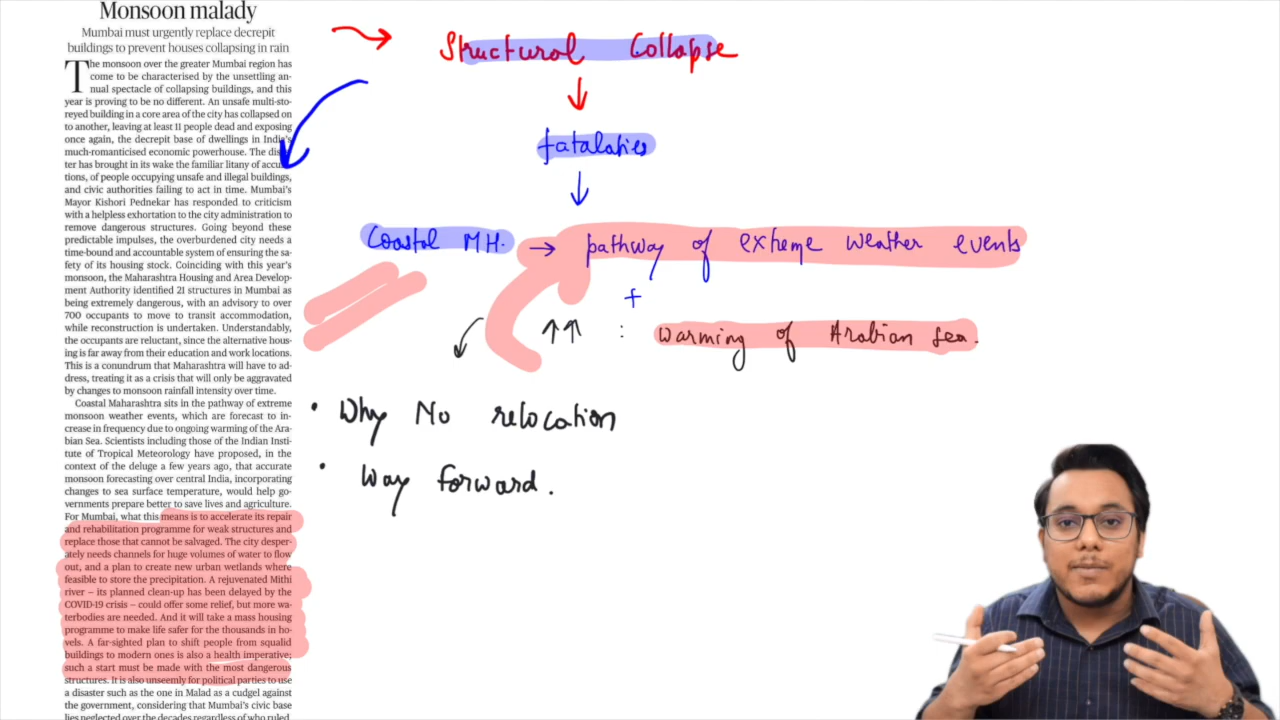 Monsoon malady
Mumbai must urgently replace decrepit
buildings to prevent houses collapsing in rain
The monsoon over the greater Mumbai region has
come to be characterised by the unsettling an-
nual spectacle of collapsing buildings, and this
year is proving to be no different. An unsafe multi-sto-
reyed building in a core area of the city has collapsed on
to another, leaving at least 11 people dead and exposing
once again, the decrepit base of dwellings in India's
much-romanticised economic powerhouse. The dis-
ter has brought in its wake the familiar litany of accu-
tions, of people occupying unsafe and illegal buildings,
and civic authorities failing to act in time. Mumbai's
Mayor Kishori Pednekar has responded to criticism
with a helpless exhortation to the city administration to
remove dangerous structures. Going beyond these
predictable impulses, the overburdened city needs a
time-bound and accountable system of ensuring the sa-
fety of its housing stock. Coinciding with this year's
monsoon, the Maharashtra Housing and Area Develop-
ment Authority identified 21 structures in Mumbai as
being extremely dangerous, with an advisory to over
700 occupants to move to transit accommodation,
while reconstruction is undertaken. Understandably,
the occupants are reluctant, since the alternative hous-
ing is far away from their education and work locations.
This is a conundrum that Maharashtra will have to ad-
dress, treating it as a crisis that will only be aggravated
by changes to monsoon rainfall intensity over time.
Coastal Maharashtra sits in the pathway of extreme
monsoon weather events, which are forecast to in-
crease in frequency due to ongoing warming of the Ara-
bian Sea. Scientists including those of the Indian Insti-
tute of Tropical Meteorology have proposed, in the
context of the deluge a few years ago, that accurate
monsoon forecasting over central India, incorporating
changes to sea surface temperature, would help go-
vernments prepare better to save lives and agriculture.
For Mumbai, what this means is to accelerate its repair
and rehabilitation programme for weak structures and
replace those that cannot be salvaged. The city desper-
ately needs channels for huge volumes of water to flow
out, and a plan to create new urban wetlands where
feasible to store the precipitation. A rejuvenated Mithi
river — its planned clean-up has been delayed by the
COVID-19 crisis — could offer some relief, but more wa-
terbodies are needed. And it will take a mass housing
programme to make life safer for the thousands in ho-
vels. A far-sighted plan to shift people from squalid
buildings to modern ones is also a health imperative;
such a start must be made with the most dangerous
structures. It is also unseemly for political parties to use
a disaster such as the one in Malad as a cudgel against
the government, considering that Mumbai's civic base
lies neglected over the decades regardless of who ruled.
Structural Collapse
fatalaties
Coastal MH. → pathway of extreme weather events
+
↑↑ : warming of Arabian sea.
• Why No relocation
• Way forward.